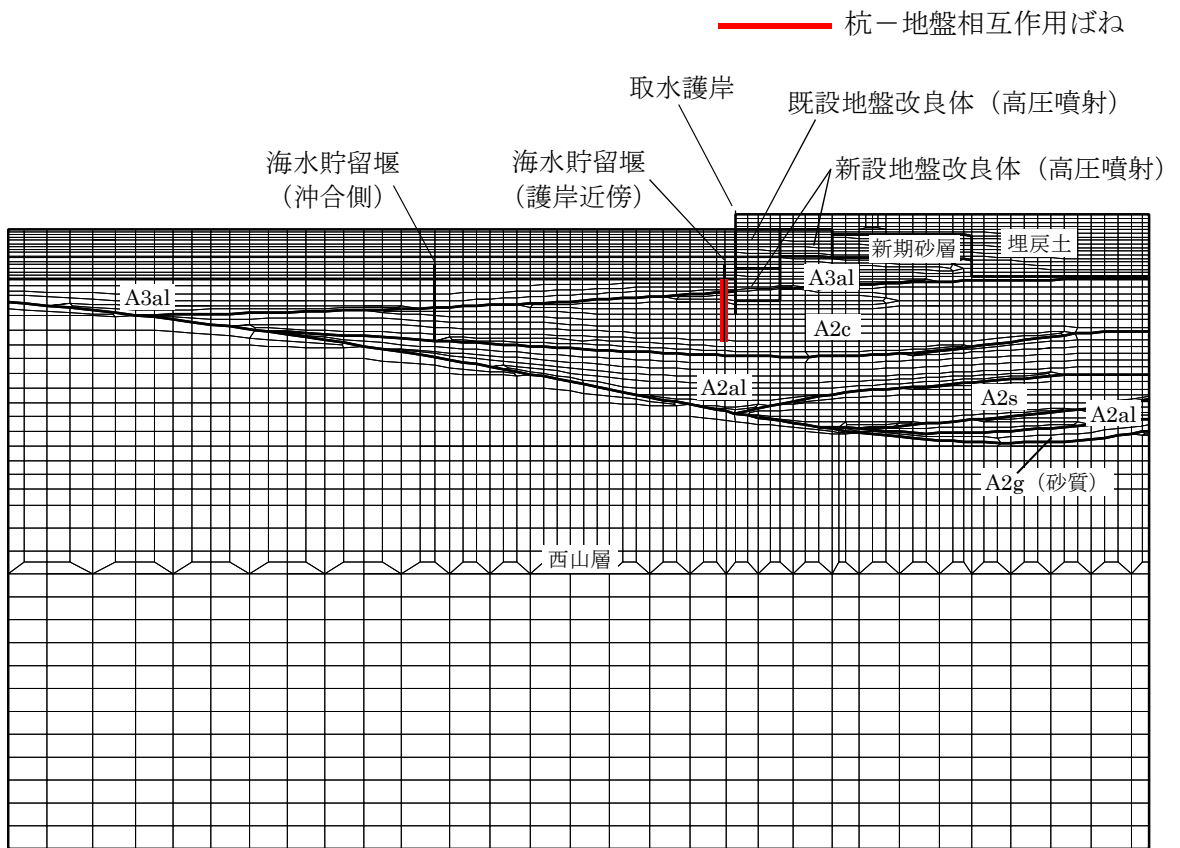 杭－地盤相互作用ばね
取水護岸
既設地盤改良体（高圧噴射）
海水貯留堰
（沖合側）
海水貯留堰
（護岸近傍）
新設地盤改良体（高圧噴射）
新期砂層
埋戻土
A3al
A3al
A2c
A2al
A2s
A2al
A2g（砂質）
西山層